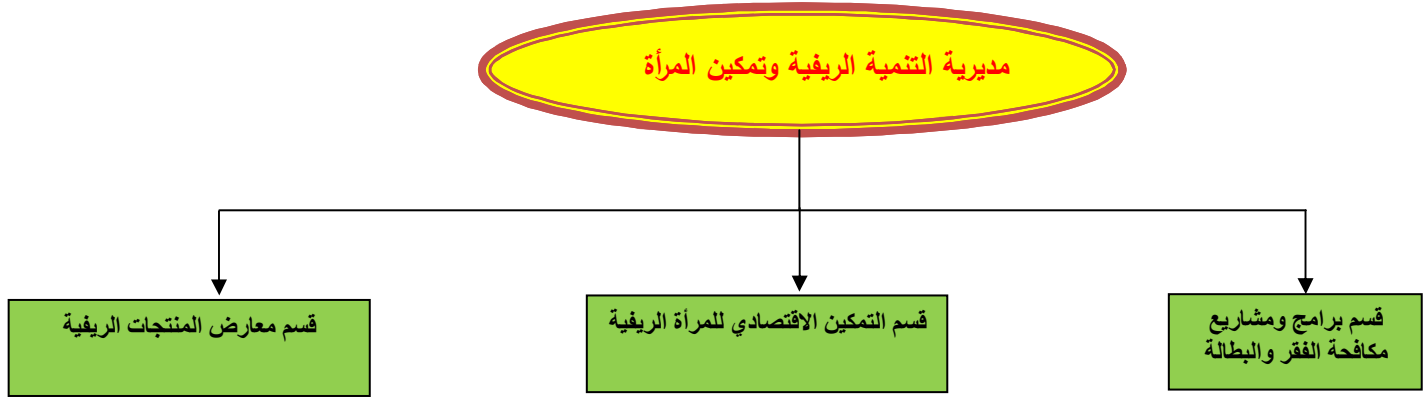 مديرية التنمية الريفية وتمكين المرأة
قسم برامج ومشاريع
مكافحة الفقر والبطالة
قسم التمكين الاقتصادي للمرأة الريفية
قسم معارض المنتجات الريفية